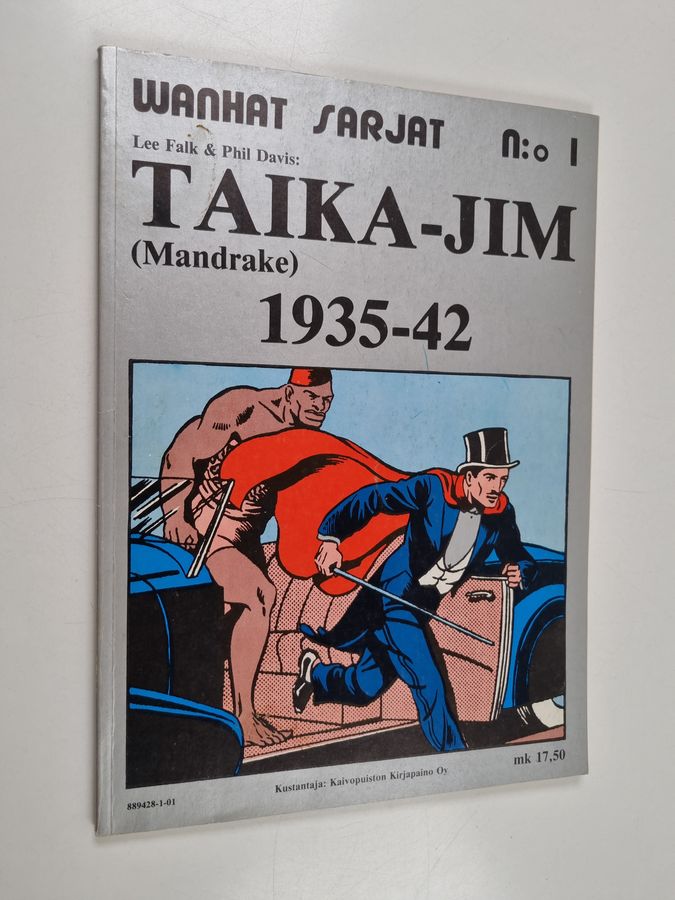 WANHAT SARJAT N:o 1
Lee Falk & Phil Davis:
TAIKA-JIM
(Mandrake)
1935-42
mk 17,50
Kustantaja: Kaivopuiston Kirjapaino Oy
889428-1-01